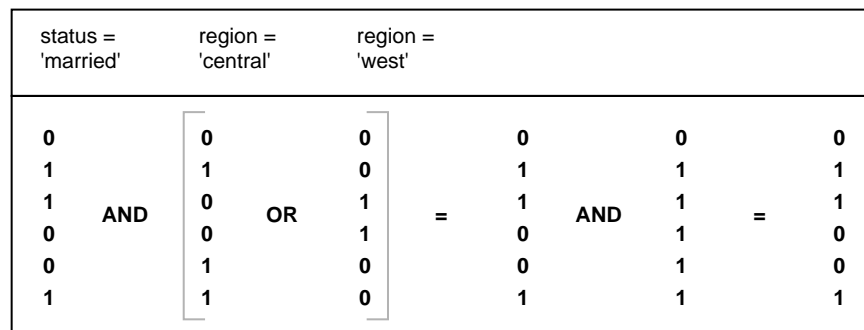 status = region = region =
'married' 'central' 'west'
0 0 0 0 0 0
1 1 0 1 1 1
1 0 1 1 1 1
AND OR = AND =
0 0 1 0 1 0
0 1 0 0 1 0
1 1 0 1 1 1